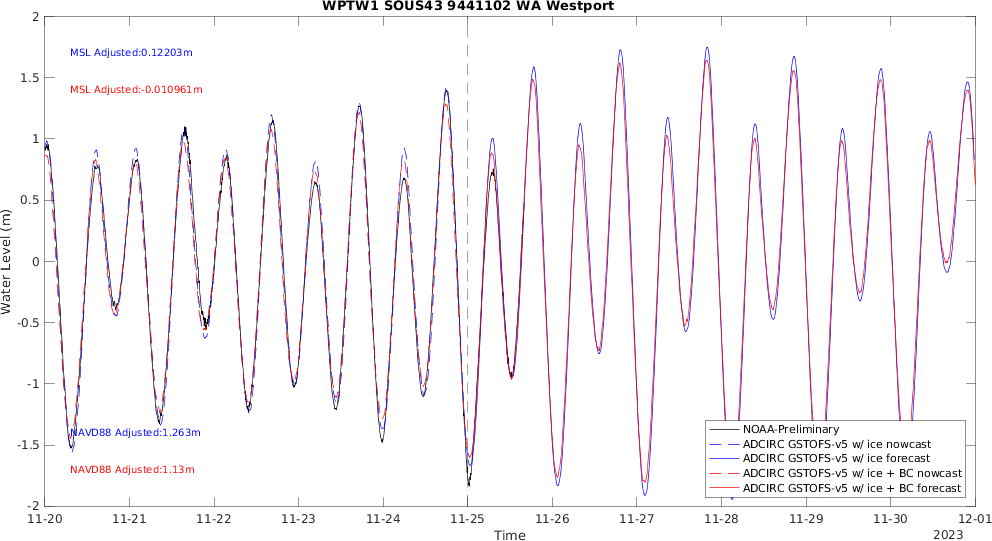 WPTW1 SOUS43 9441102 WA Westport
2
1.5
1
0.5
0
-0.5
-1
-1.5
-2
Water Level (m)
MSL Adjusted:0.12203m
MSL Adjusted:-0.010961m
NAVD88 Adjusted:1.263m
NAVD88 Adjusted:1.13m
NOAA-Preliminary
ADCIRC GSTOFS-v5 w/ ice nowcast
ADCIRC GSTOFS-v5 w/ ice forecast
ADCIRC GSTOFS-v5 w/ ice + BC nowcast
ADCIRC GSTOFS-v5 w/ ice + BC forecast
11-20 11-21 11-22 11-23 11-24 11-25 11-26 11-27 11-28 11-29 11-30 12-01
Time
2023